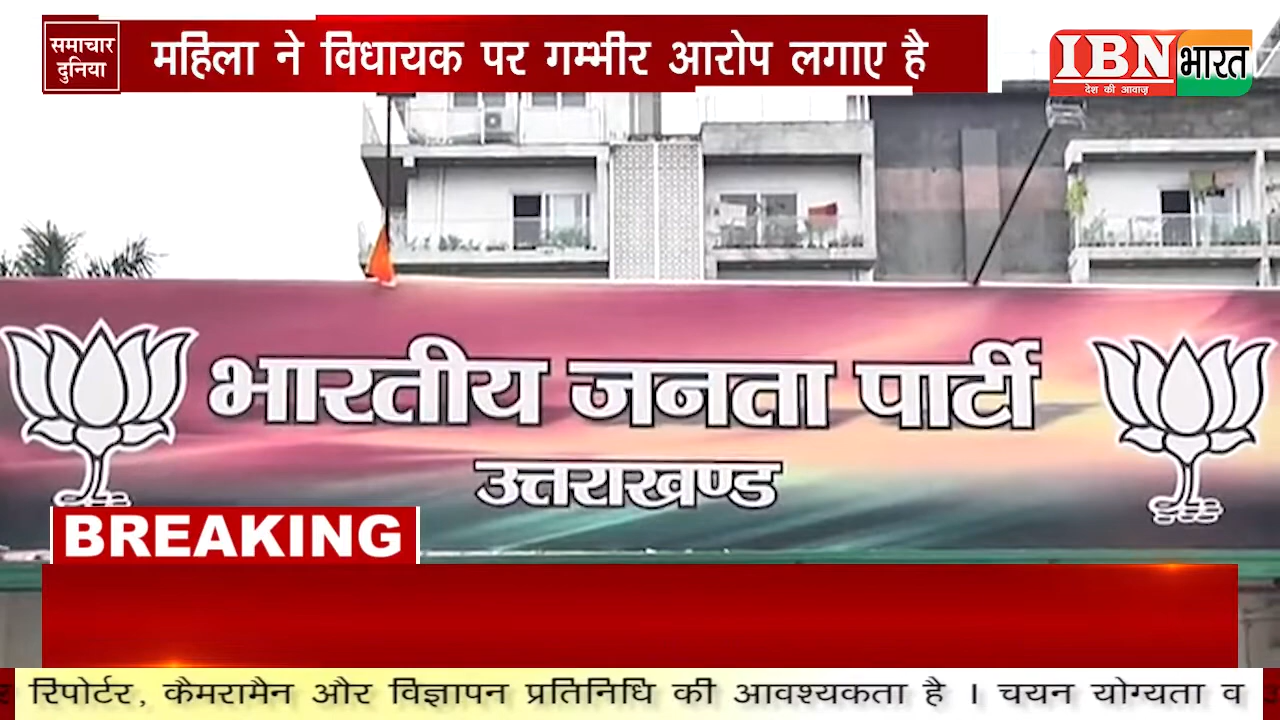 समाचार
दुनिया
महिला ने विधायक पर गम्भीर आरोप लगाए है
IBN भारत
देश की आवाज़
भारतीय जनता पार्टी
उत्तराखण्ड
BREAKING
रिपोर्टर, कैमरामैन और विज्ञापन प्रतिनिधि की आवश्यकता है । चयन योग्यता व